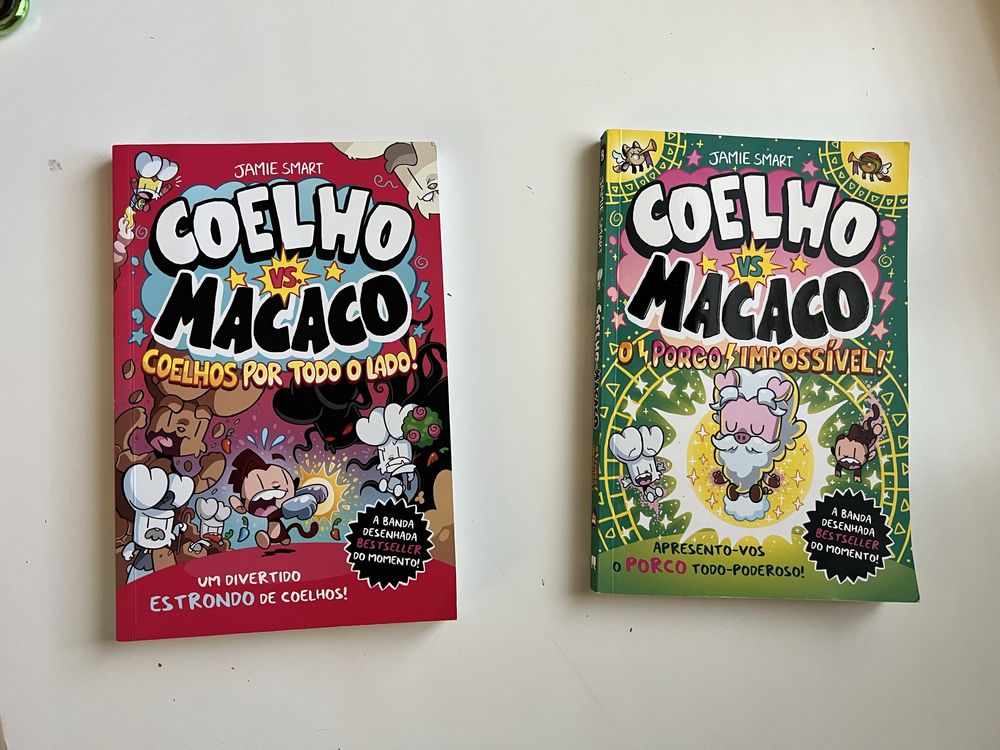 JAMIE SMART
COELHO
VS.
MACACO
COELHOS POR TODO O LADO!
A BANDA
DESENHADA
BESTSELLER
DO MOMENTO!
UM DIVERTIDO
ESTRONDO DE COELHOS!
JAMIE SMART
COELHO
VS.
MACACO
O PORCO IMPOSSÍVEL!
A BANDA
DESENHADA
BESTSELLER
DO MOMENTO!
APRESENTO-VOS
O PORCO TODO-PODEROSO!